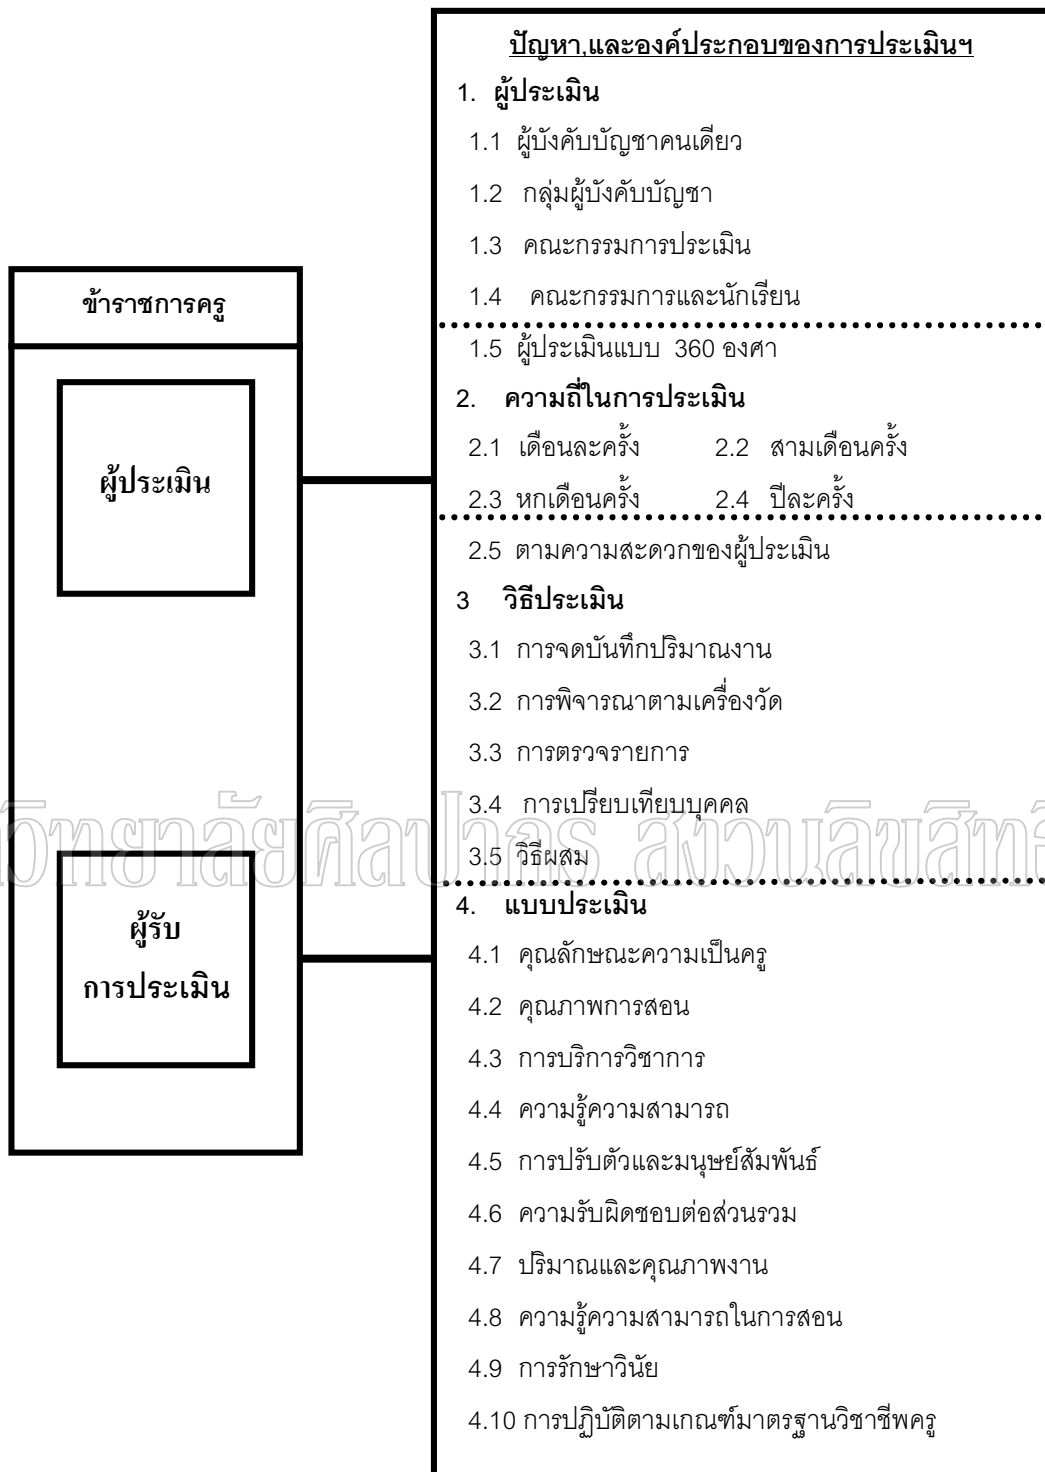 ข้าราชการครู
ผู้ประเมิน
ผู้รับ
การประเมิน
ปัญหา,และองค์ประกอบของการประเมินฯ
1. ผู้ประเมิน
1.1 ผู้บังคับบัญชาคนเดียว
1.2 กลุ่มผู้บังคับบัญชา
1.3 คณะกรรมการประเมิน
1.4 คณะกรรมการและนักเรียน
1.5 ผู้ประเมินแบบ 360 องศา
2. ความถี่ในการประเมิน
2.1 เดือนละครั้ง 2.2 สามเดือนครั้ง
2.3 หกเดือนครั้ง 2.4 ปีละครั้ง
2.5 ตามความสะดวกของผู้ประเมิน
3 วิธีประเมิน
3.1 การจดบันทึกปริมาณงาน
3.2 การพิจารณาตามเครื่องวัด
3.3 การตรวจรายการ
3.4 การเปรียบเทียบบุคคล
3.5 วิธีผสม
4. แบบประเมิน
4.1 คุณลักษณะความเป็นครู
4.2 คุณภาพการสอน
4.3 การบริการวิชาการ
4.4 ความรู้ความสามารถ
4.5 การปรับตัวและมนุษย์สัมพันธ์
4.6 ความรับผิดชอบต่อส่วนรวม
4.7 ปริมาณและคุณภาพงาน
4.8 ความรู้ความสามารถในการสอน
4.9 การรักษาวินัย
4.10 การปฏิบัติตามเกณฑ์มาตรฐานวิชาชีพครู
วิทยาลัยศิลปากร สงวนลิขสิทธิ